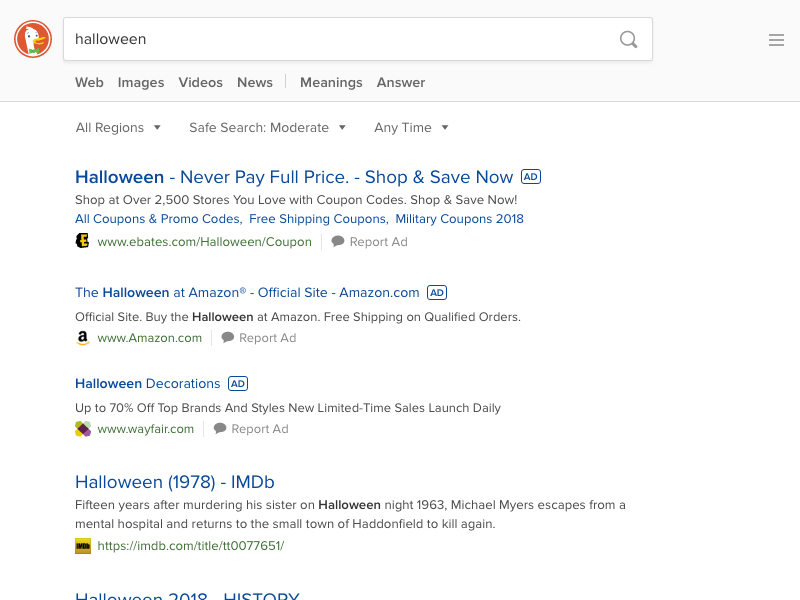 halloween
Web Images Videos News Meanings Answer
All Regions Safe Search: Moderate Any Time
Halloween - Never Pay Full Price. - Shop & Save Now AD
Shop at Over 2,500 Stores You Love with Coupon Codes. Shop & Save Now!
All Coupons & Promo Codes, Free Shipping Coupons, Military Coupons 2018
www.ebates.com/Halloween/Coupon Report Ad
The Halloween at Amazon® - Official Site - Amazon.com AD
Official Site. Buy the Halloween at Amazon. Free Shipping on Qualified Orders.
a www.Amazon.com Report Ad
Halloween Decorations AD
Up to 70% Off Top Brands And Styles New Limited-Time Sales Launch Daily
www.wayfair.com Report Ad
Halloween (1978) - IMDb
Fifteen years after murdering his sister on Halloween night 1963, Michael Myers escapes from a
mental hospital and returns to the small town of Haddonfield to kill again.
IMDb https://imdb.com/title/tt0077651/
Halloween 2018 - HISTORY